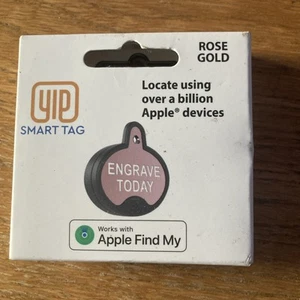 ROSE
GOLD
YIP
SMART TAG
Locate using
over a billion
Apple® devices
ENGRAVE
TODAY
Works with
Apple Find My